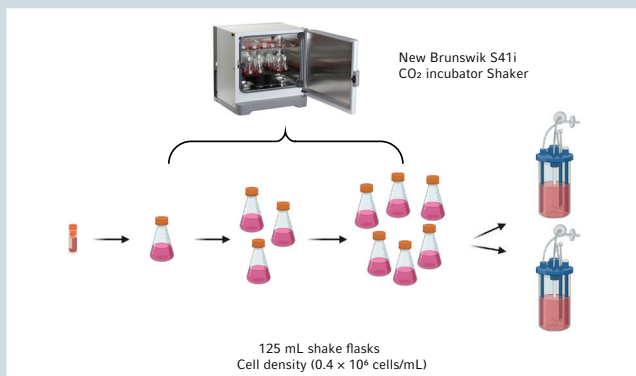 New Brunswik S41i
CO₂ incubator Shaker
125 mL shake flasks
Cell density (0.4 × 10⁶ cells/mL)